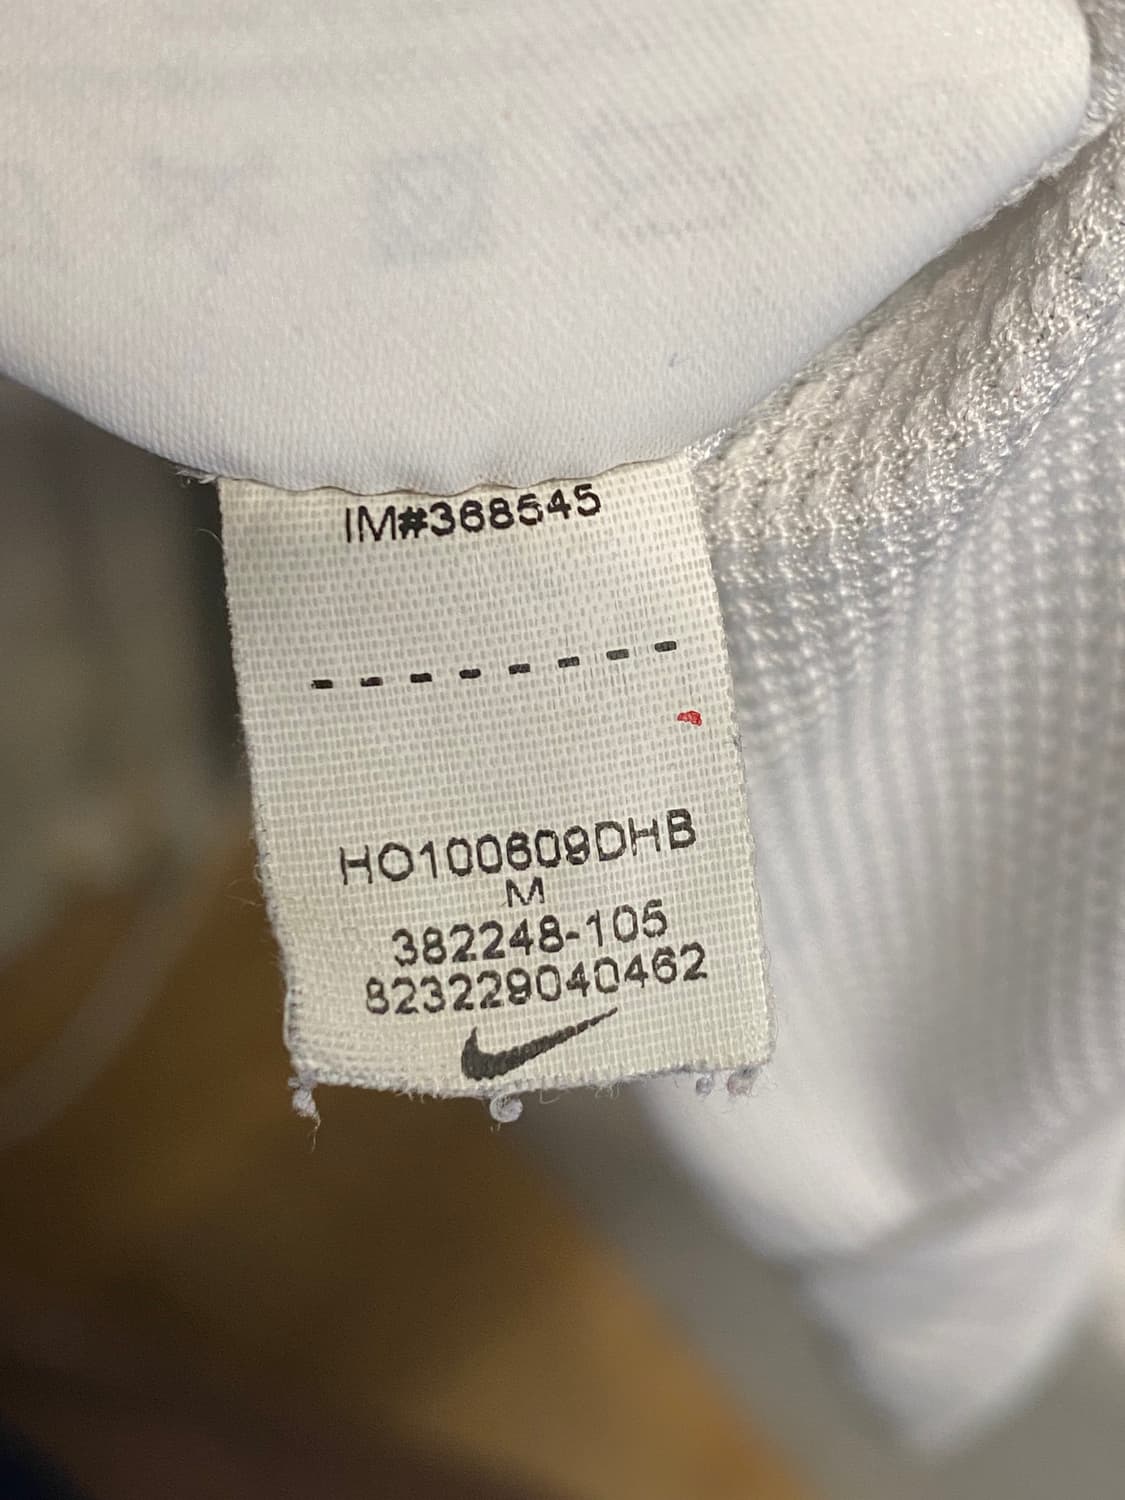 IM#368545
--------
HO100609DHB
M
382248-105
823229040462